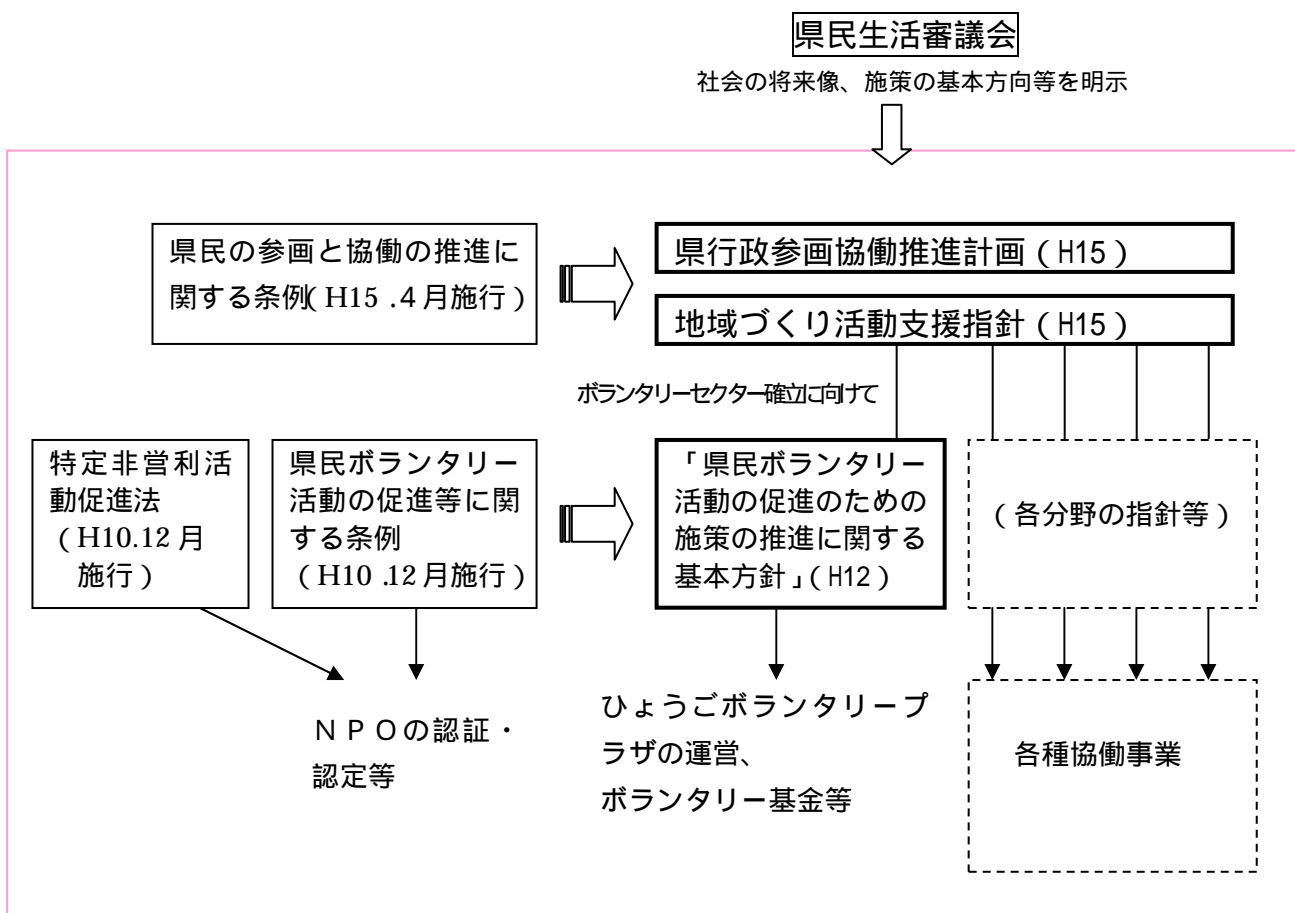 県民生活審議会
社会の将来像、施策の基本方向等を明示
県民の参画と協働の推進に
関する条例(H15.4月施行)
県行政参画協働推進計画(H15)
地域づくり活動支援指針(H15)
ボランタリーセクター確立に向けて
特定非営利活
動促進法
(H10.12月
施行)
県民ボランタリー
活動の促進等に関
する条例
(H10.12月施行)
「県民ボランタリー
活動の促進のための
施策の推進に関する
基本方針」(H12)
(各分野の指針等)
NPOの認証・
認定等
ひょうごボランタリープ
ラザの運営、
ボランタリー基金等
各種協働事業